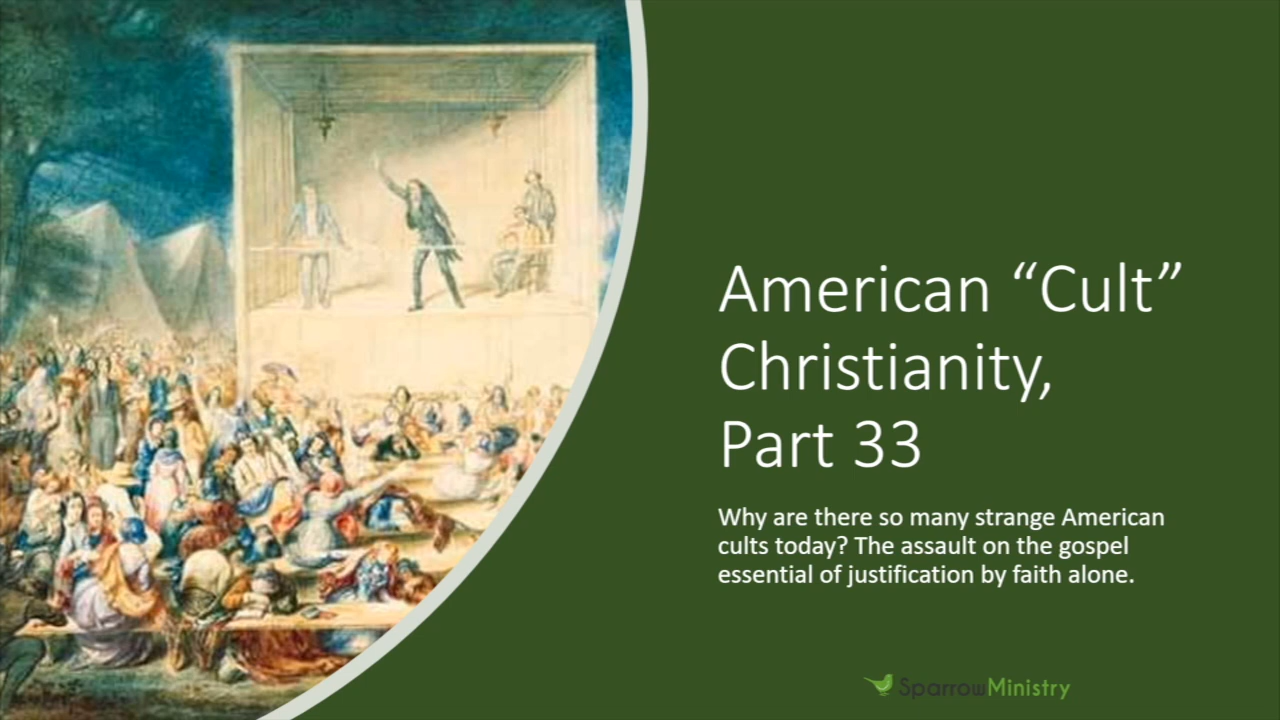 American “Cult”
Christianity,
Part 33
Why are there so many strange American
cults today? The assault on the gospel
essential of justification by faith alone.
SparrowMinistry